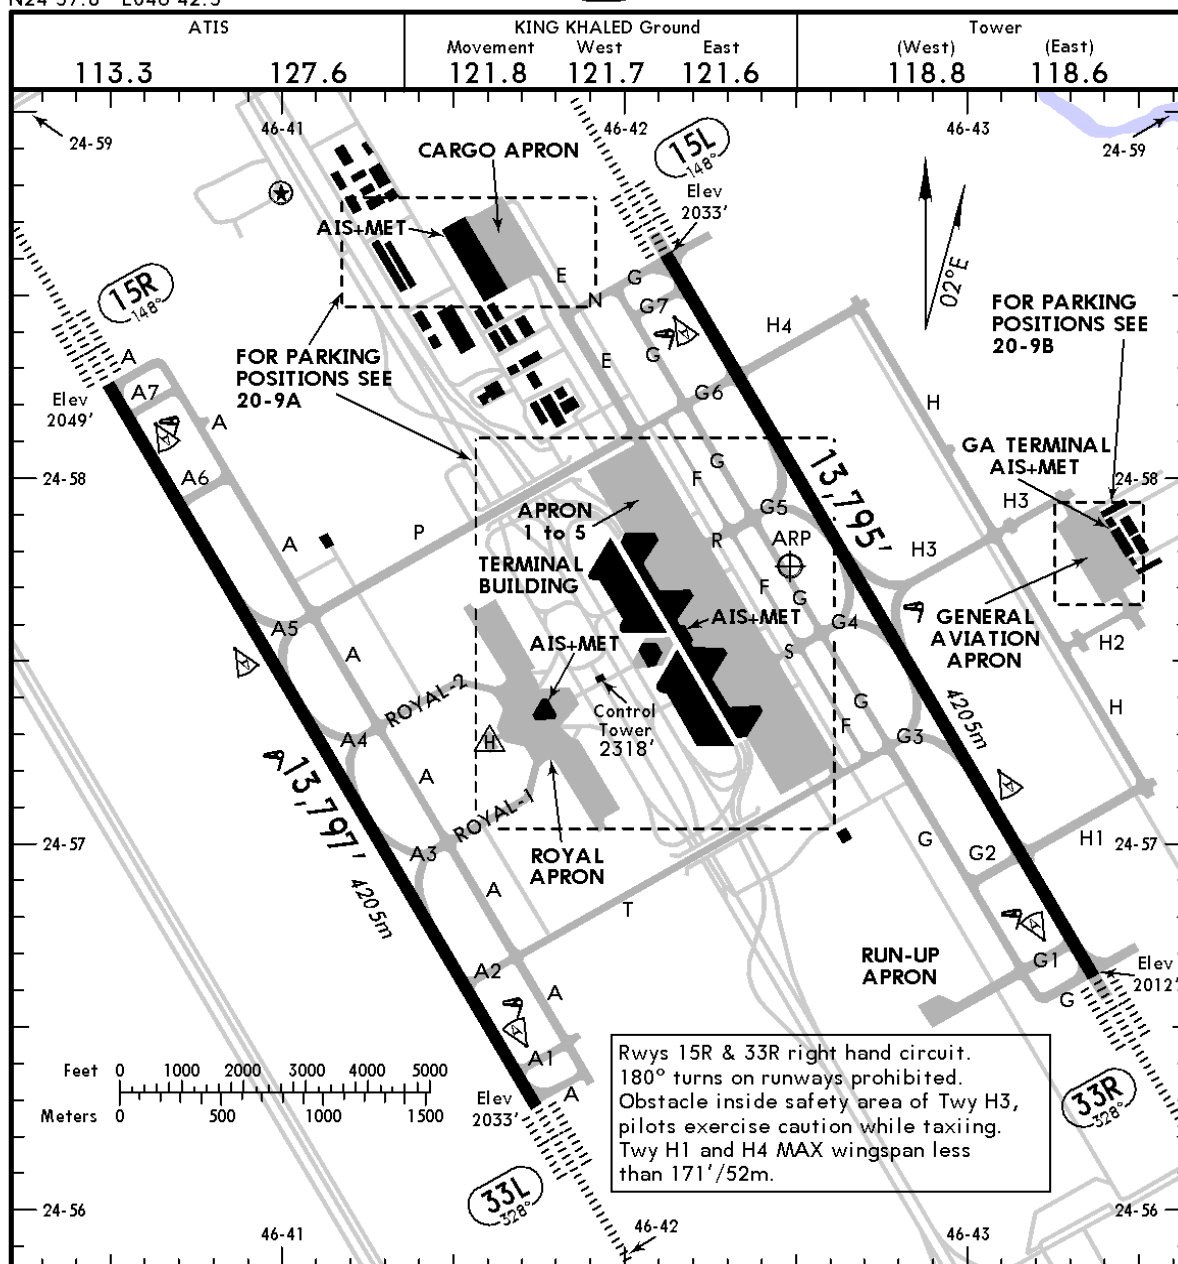 N24 57.8 E046 42.5
ATIS
KING KHALED Ground
Tower
Movement West East
(West) (East)
113.3 127.6 121.8 121.7 121.6 118.8 118.6
46-41
46-42
46-43
24-59
24-59
15L
148°
CARGO APRON
Elev
2033'
AIS+MET
02°E
15R
148°
E
G
N
G7
H4
FOR PARKING
POSITIONS SEE
20-9B
A
A7
Elev
2049'
FOR PARKING
POSITIONS SEE
20-9A
E
G
G6
H
A
A6
GA TERMINAL
AIS+MET
24-58
24-58
G
F
13,795'
H3
APRON
1 to 5
G5
A
P
R
ARP
H3
TERMINAL
BUILDING
F
G
AIS+MET
GENERAL
AVIATION
APRON
A5
AIS+MET
G4
H2
A
S
ROYAL-2
Control
Tower
2318'
G
F
4205m
H
A4
H
G3
13,797'
A
ROYAL-1
24-57
24-57
A3
ROYAL
APRON
G
G2
H1
4205m
A
T
A2
RUN-UP
APRON
G1
Elev
2012'
A
G
Feet 0 1000 2000 3000 4000 5000
Meters 0 500 1000 1500
A1
Elev
2033'
A
Rwys 15R & 33R right hand circuit.
180° turns on runways prohibited.
Obstacle inside safety area of Twy H3,
pilots exercise caution while taxiing.
Twy H1 and H4 MAX wingspan less
than 171'/52m.
33R
328°
33L
328°
24-56
24-56
46-41
46-42
46-43